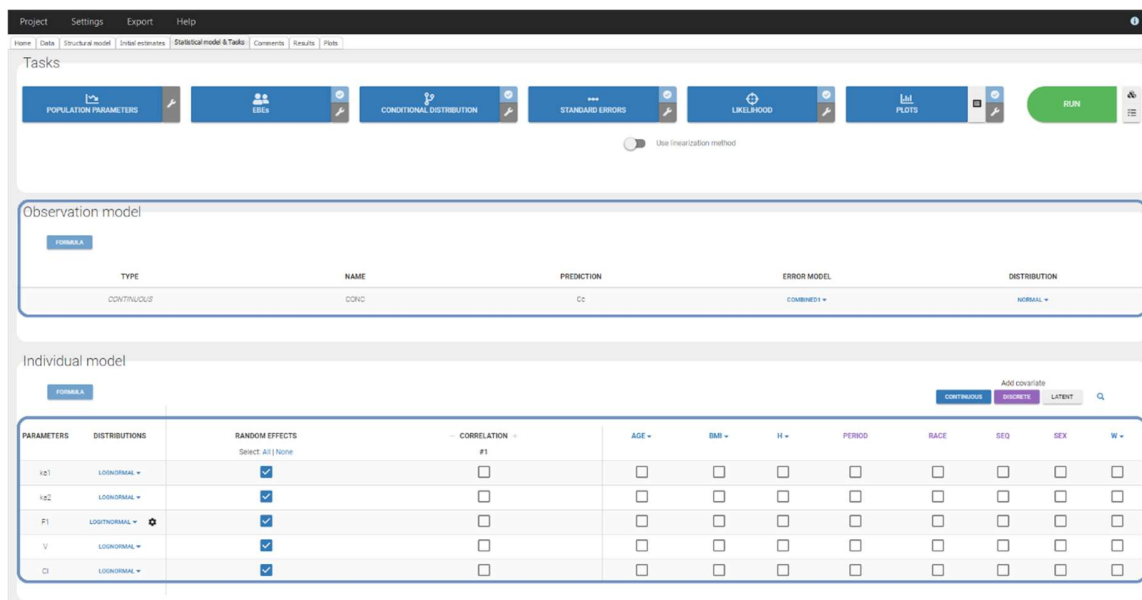 Project Settings Export Help
Home Data Structural model Initial estimates Statistical model & Tasks Comments Results Plots
Tasks
POPULATION PARAMETERS EBEs CONDITIONAL DISTRIBUTION STANDARD ERRORS LIKELIHOOD PLOTS RUN
Use linearization method
Observation model
FORMULA
TYPE NAME PREDICTION ERROR MODEL DISTRIBUTION
CONTINUOUS CONC Cc COMBINED1 NORMAL
Individual model
FORMULA
Add covariate
CONTINUOUS DISCRETE LATENT
PARAMETERS DISTRIBUTIONS RANDOM EFFECTS - CORRELATION + AGE BMI H PERIOD RACE SEQ SEX W
Select: All | None #1
ka1 LOGNORMAL
ka2 LOGNORMAL
F1 LOGITNORMAL
V LOGNORMAL
Cl LOGNORMAL